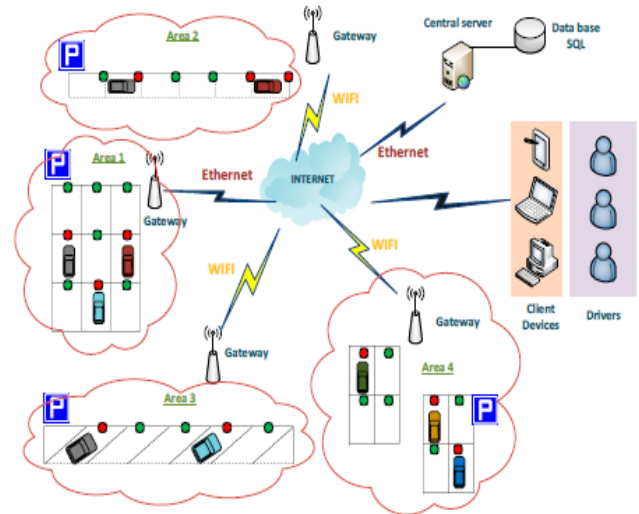 Area 2
P
Gateway
Central server
Data base
SQL
WIFI
Ethernet
P
Area 1
Ethernet
INTERNET
Gateway
WIFI
WIFI
Gateway
Client
Devices
Drivers
Gateway
Area 4
P
P
Area 3